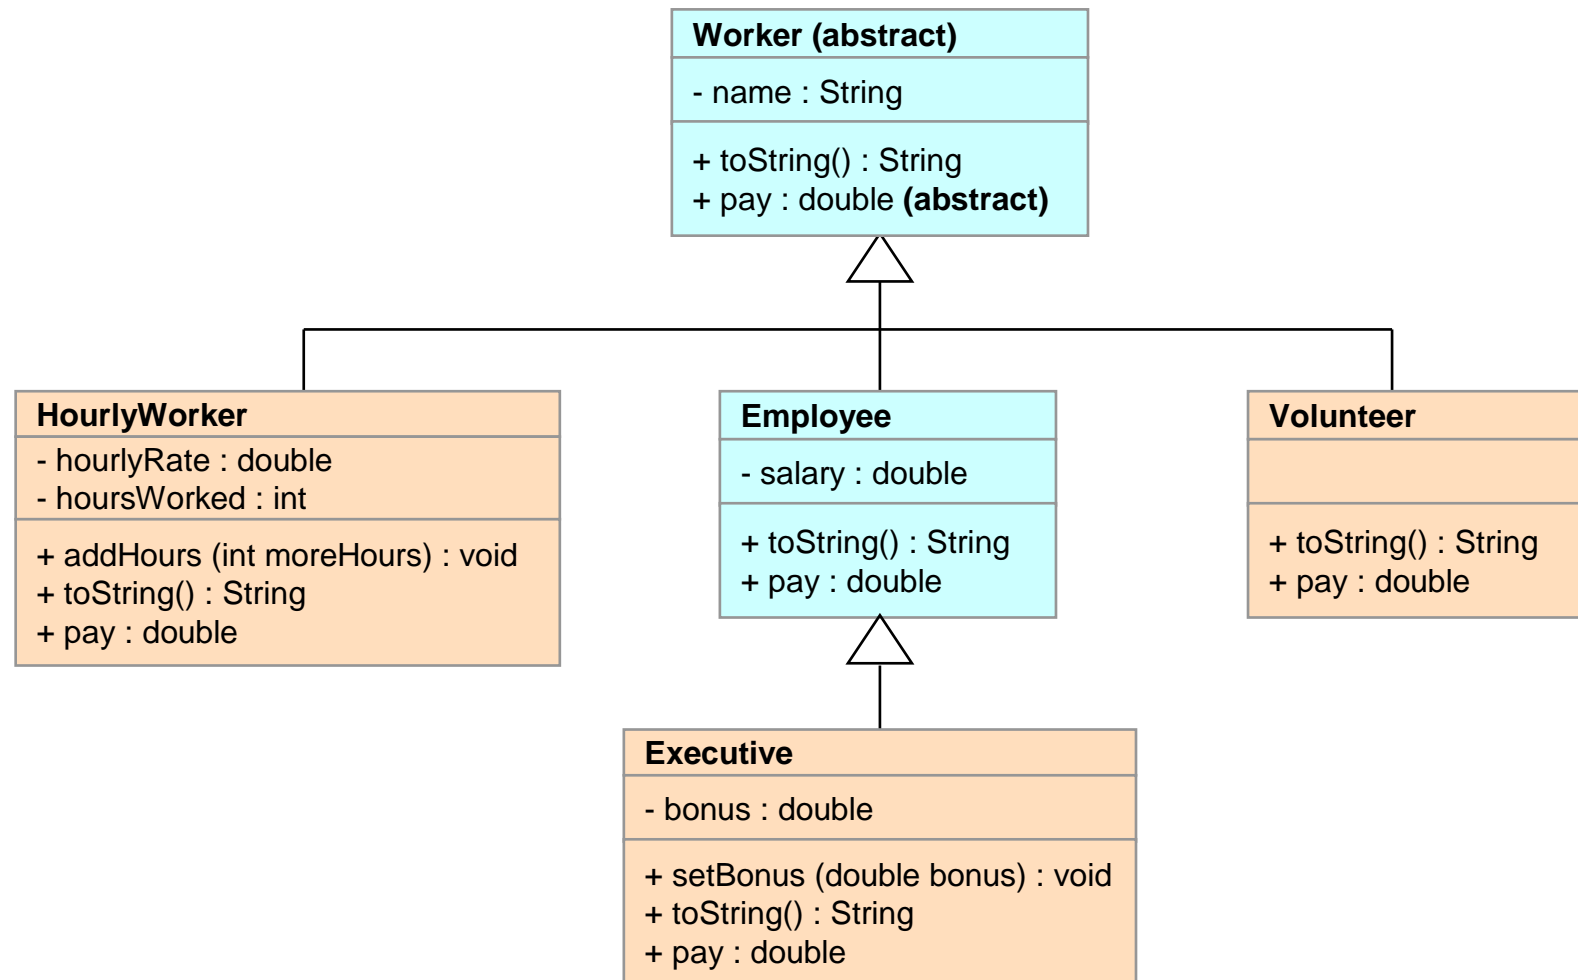 Worker (abstract)
- name : String
+ toString() : String
+ pay : double (abstract)
HourlyWorker
- hourlyRate : double
- hoursWorked : int
+ addHours (int moreHours) : void
+ toString() : String
+ pay : double
Employee
- salary : double
+ toString() : String
+ pay : double
Volunteer
+ toString() : String
+ pay : double
Executive
- bonus : double
+ setBonus (double bonus) : void
+ toString() : String
+ pay : double